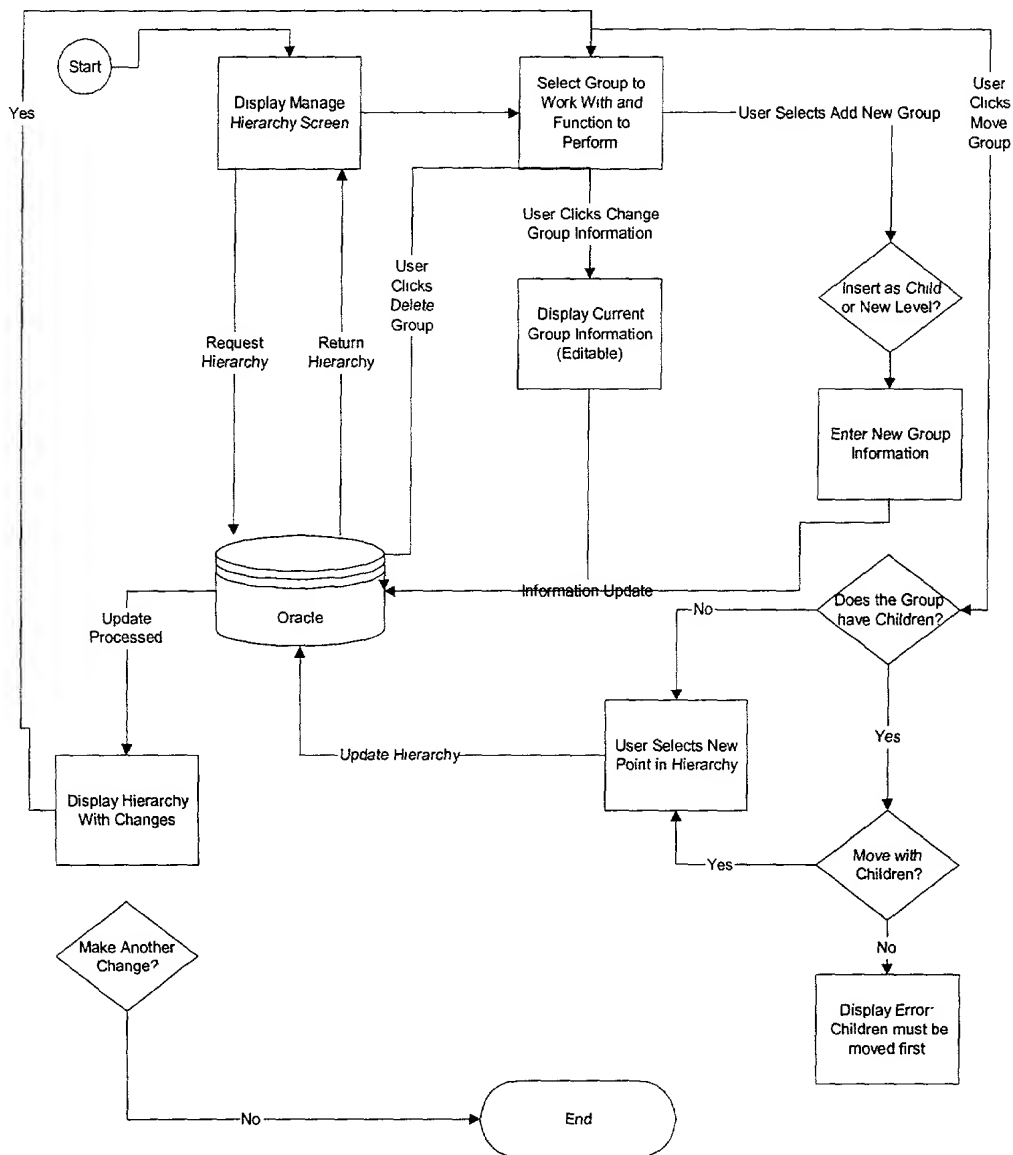 Start
Yes
Display Manage
Hierarchy Screen
Select Group to
Work With and
Function to
Perform
User Selects Add New Group
User
Clicks
Move
Group
User Clicks Change
Group Information
User
Clicks
Delete
Group
Insert as Child
or New Level?
Display Current
Group Information
(Editable)
Request
Hierarchy
Return
Hierarchy
Enter New Group
Information
Information Update
Oracle
Update
Processed
No
Does the Group
have Children?
Yes
Update Hierarchy
User Selects New
Point in Hierarchy
Display Hierarchy
With Changes
Yes
Move with
Children?
Make Another
Change?
No
Display Error-
Children must be
moved first
No
End